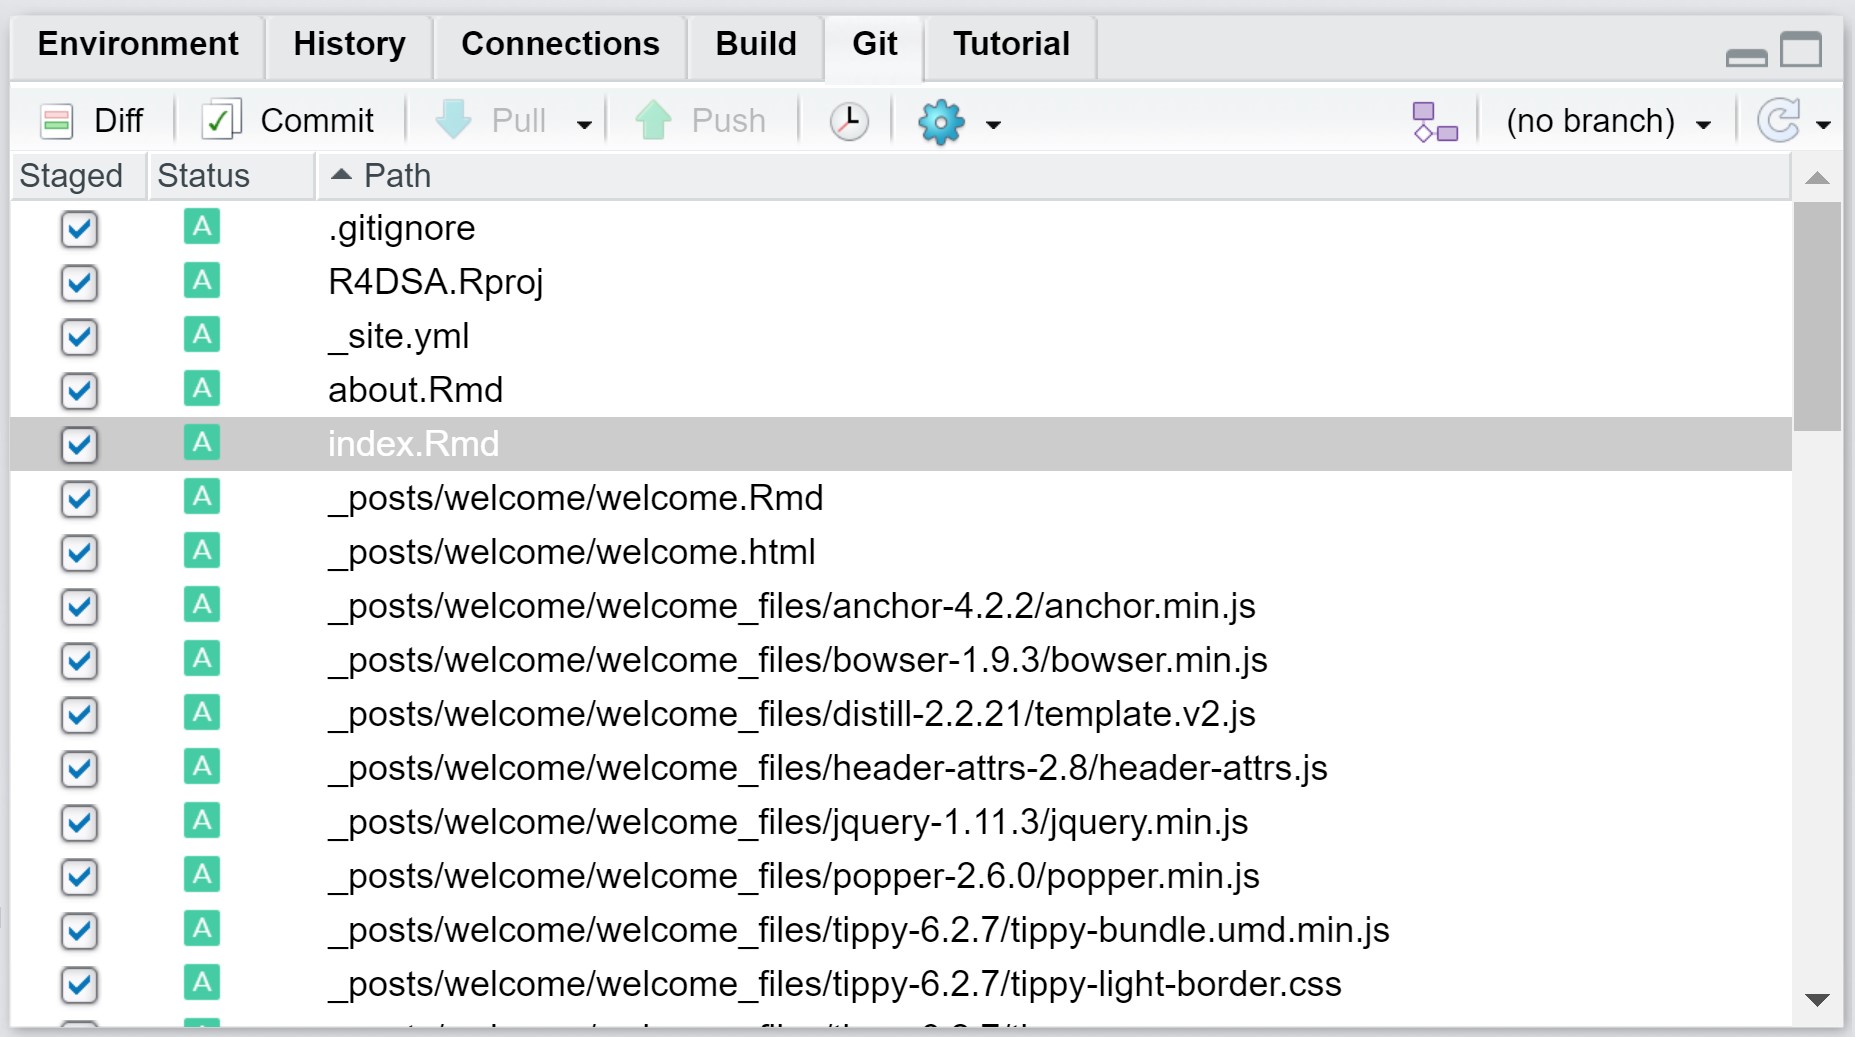 Environment History Connections Build Git Tutorial
Diff Commit Pull Push (no branch)
Staged Status Path
A .gitignore
A R4DSA.Rproj
A _site.yml
A about.Rmd
A index.Rmd
A _posts/welcome/welcome.Rmd
A _posts/welcome/welcome.html
A _posts/welcome/welcome_files/anchor-4.2.2/anchor.min.js
A _posts/welcome/welcome_files/bowser-1.9.3/bowser.min.js
A _posts/welcome/welcome_files/distill-2.2.21/template.v2.js
A _posts/welcome/welcome_files/header-attrs-2.8/header-attrs.js
A _posts/welcome/welcome_files/jquery-1.11.3/jquery.min.js
A _posts/welcome/welcome_files/popper-2.6.0/popper.min.js
A _posts/welcome/welcome_files/tippy-6.2.7/tippy-bundle.umd.min.js
A _posts/welcome/welcome_files/tippy-6.2.7/tippy-light-border.css